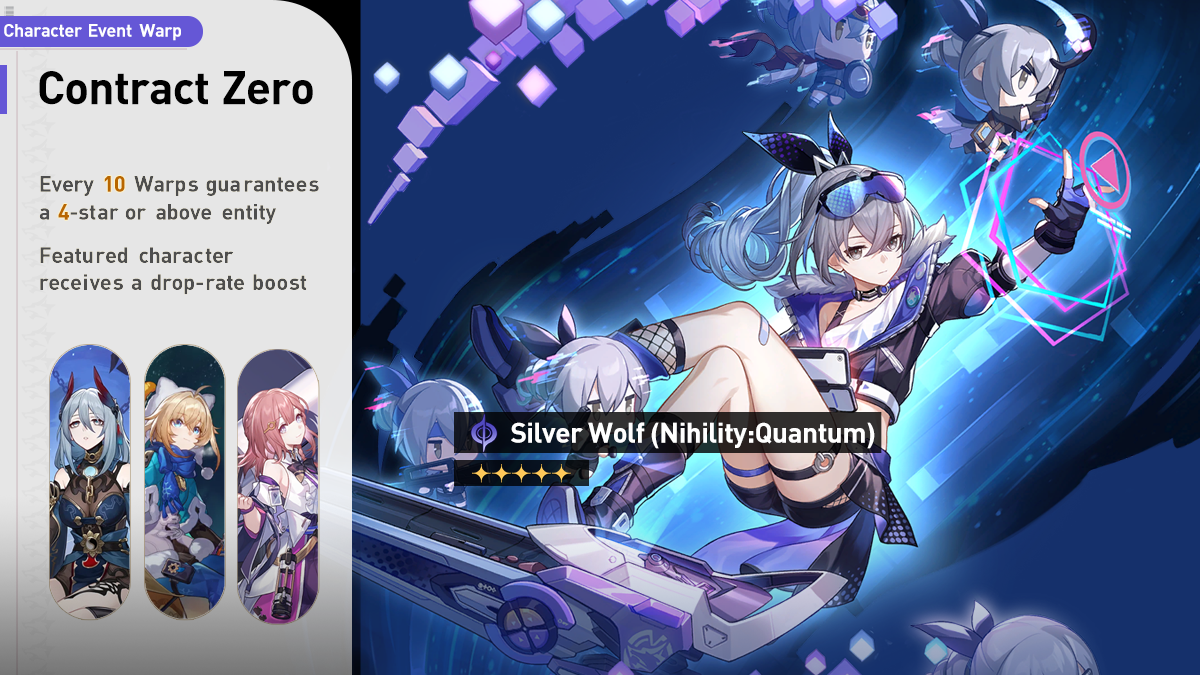 Character Event Warp
Contract Zero
Every 10 Warps guarantees
a 4-star or above entity
Featured character
receives a drop-rate boost
Silver Wolf (Nihility:Quantum)